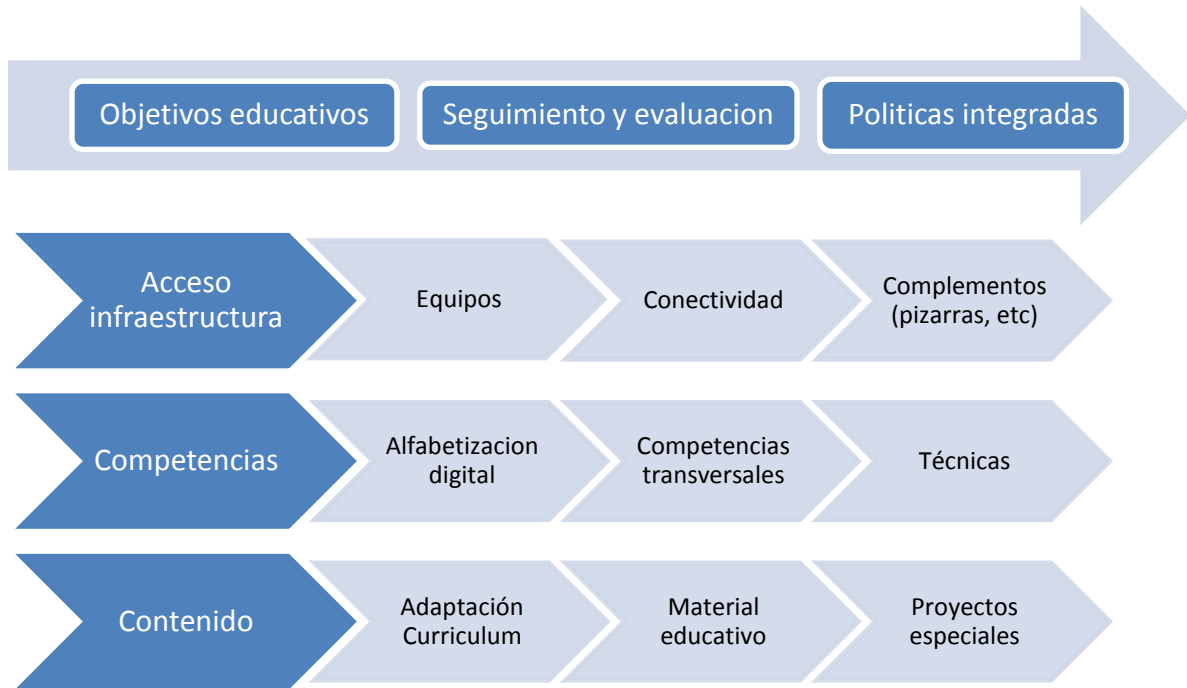 Objetivos educativos
Seguimiento y evaluacion
Politicas integradas
Acceso
infraestructura
Equipos
Conectividad
Complementos
(pizarras, etc)
Competencias
Alfabetizacion
digital
Competencias
transversales
Técnicas
Contenido
Adaptación
Curriculum
Material
educativo
Proyectos
especiales